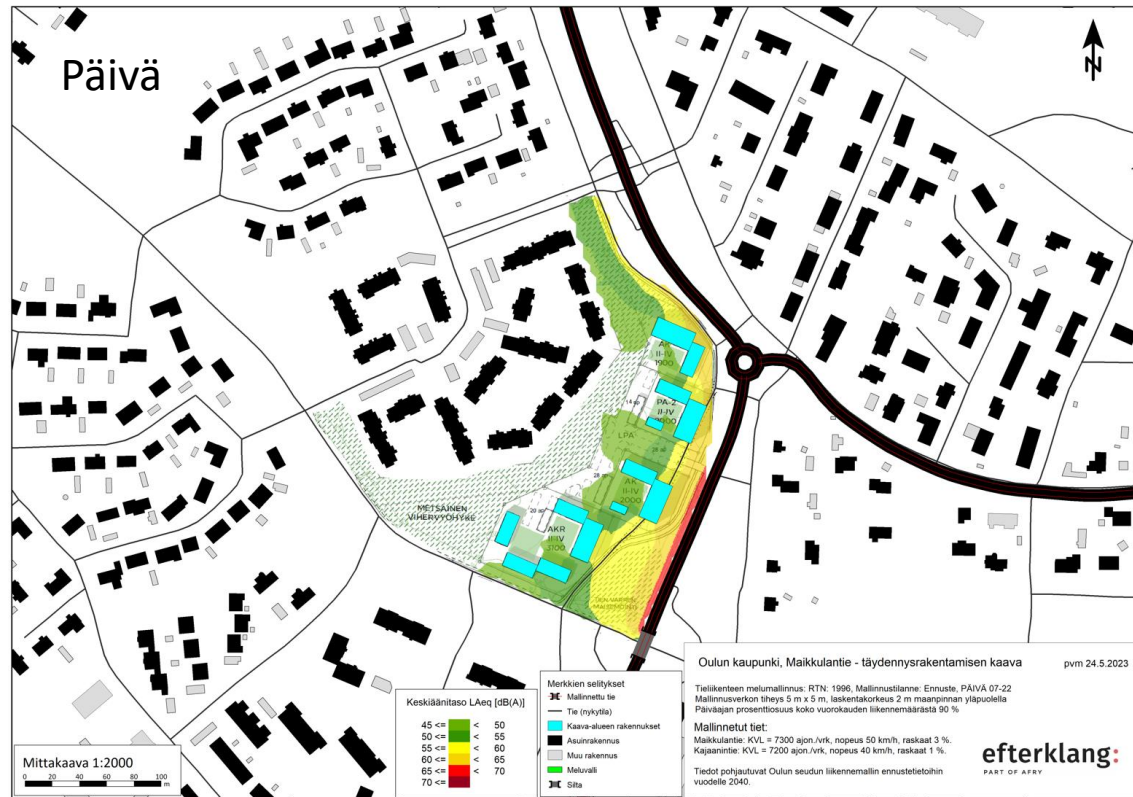 Päivä
N
AK
II-IV
1900
14 ap
PA-2
II-IV
LPA
28 ap
AK
II-IV
2000
20 ap
AKR
II-IV
3100
METSÄINEN
VIHERVYÖHYKE
Mittakaava 1:2000
0 20 40 60 80 100
m
Keskiäänitaso LAeq [dB(A)]
45 <= < 50
50 <= < 55
55 <= < 60
60 <= < 65
65 <= < 70
70 <=
Merkkien selitykset
Mallinnettu tie
Tie (nykytila)
Kaava-alueen rakennukset
Asuinrakennus
Muu rakennus
Meluvalli
Silta
Oulun kaupunki, Maikkulantie - täydennysrakentamisen kaava pvm 24.5.2023
Tieliikenteen melumallinnus: RTN: 1996, Mallinnustilanne: Ennuste, PÄIVÄ 07-22
Mallinnusverkon tiheys 5 m x 5 m, laskentakorkeus 2 m maanpinnan yläpuolella
Päiväajan prosenttiosuus koko vuorokauden liikennemäärästä 90 %
Mallinnetut tiet:
Maikkulantie: KVL = 7300 ajon./vrk, nopeus 50 km/h, raskaat 3 %.
Kajaanintie: KVL = 7200 ajon./vrk, nopeus 40 km/h, raskaat 1 %.
Tiedot pohjautuvat Oulun seudun liikennemallin ennustetietoihin
vuodelle 2040.
efterklang:
PART OF AFRY